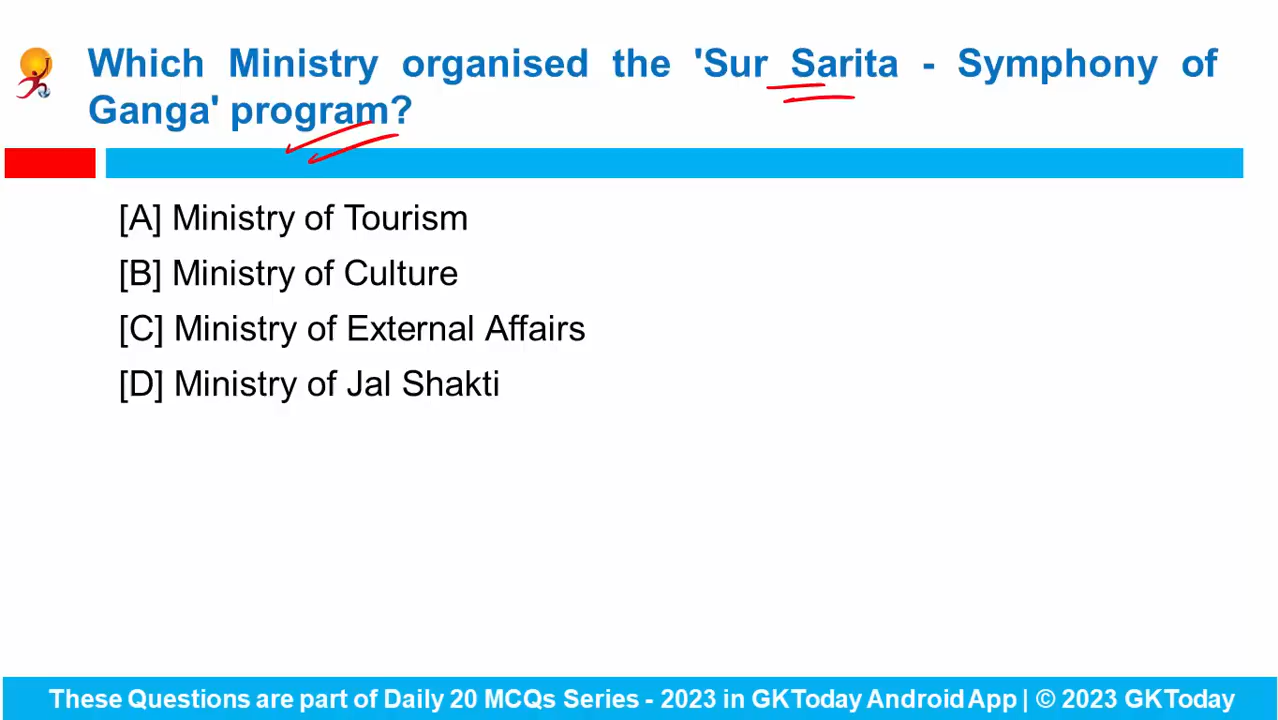 Which Ministry organised the 'Sur Sarita - Symphony of
Ganga' program?
[A] Ministry of Tourism
[B] Ministry of Culture
[C] Ministry of External Affairs
[D] Ministry of Jal Shakti
These Questions are part of Daily 20 MCQs Series - 2023 in GKToday Android App | © 2023 GKToday